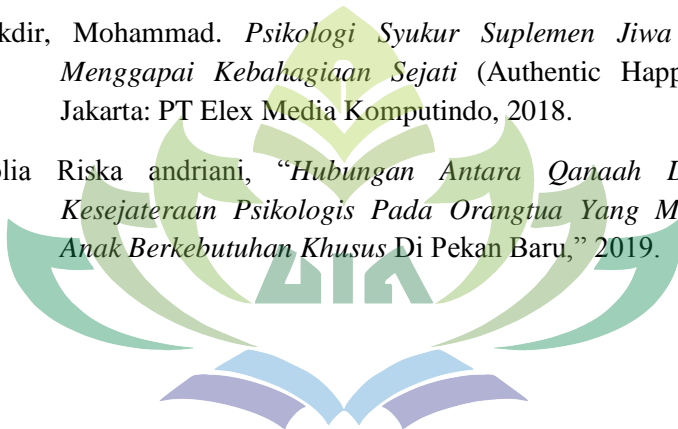 kdir, Mohammad. Psikologi Syukur Suplemen Jiwa
Menggapai Kebahagiaan Sejati (Authentic Happ
Jakarta: PT Elex Media Komputindo, 2018.
lia Riska andriani, “Hubungan Antara Qanaah D
Kesejateraan Psikologis Pada Orangtua Yang M
Anak Berkebutuhan Khusus Di Pekan Baru,” 2019.